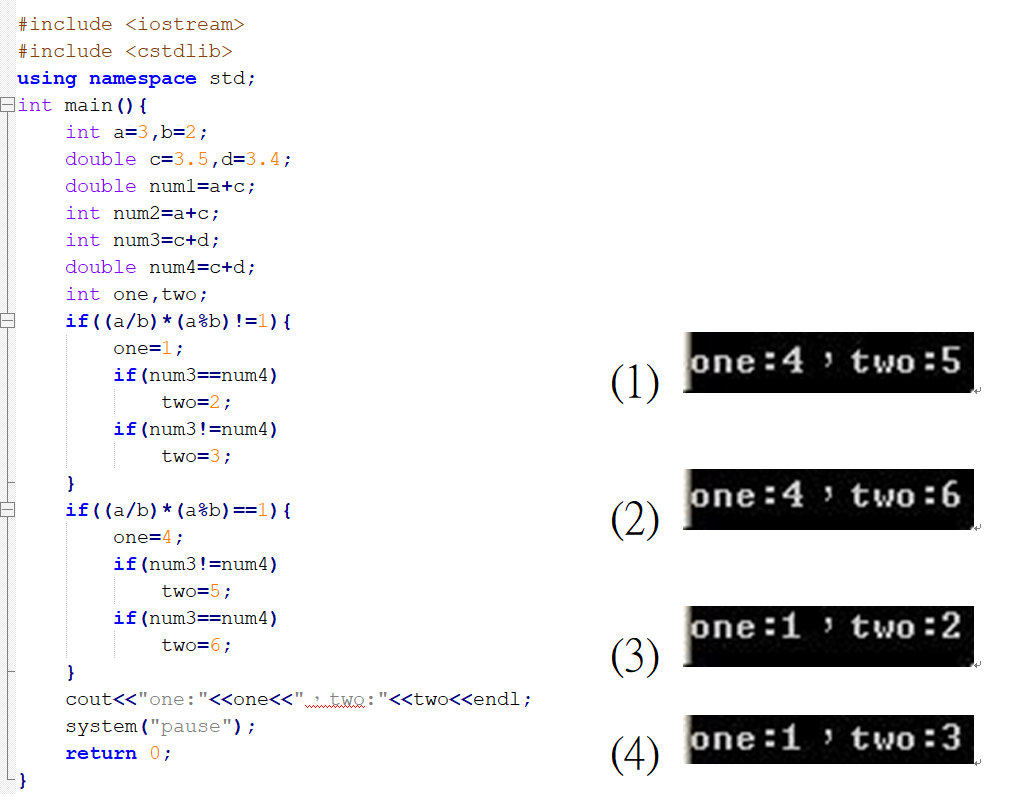 #include <iostream>
#include <cstdlib>
using namespace std;
int main(){
    int a=3,b=2;
    double c=3.5,d=3.4;
    double num1=a+c;
    int num2=a+c;
    int num3=c+d;
    double num4=c+d;
    int one,two;
    if((a/b)*(a%b)!=1){
        one=1;
        if(num3==num4)
            two=2;
        if(num3!=num4)
            two=3;
    }
    if((a/b)*(a%b)==1){
        one=4;
        if(num3!=num4)
            two=5;
        if(num3==num4)
            two=6;
    }
    cout<<"one:"<<one<<",two:"<<two<<endl;
    system("pause");
    return 0;
}
(1) one:4,two:5
(2) one:4,two:6
(3) one:1,two:2
(4) one:1,two:3